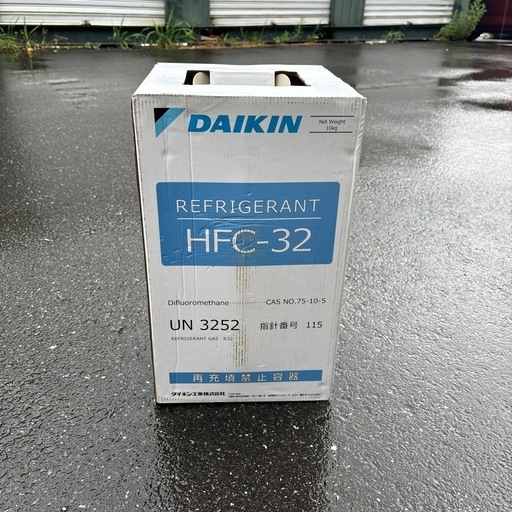 DAIKIN
Net Weight
10kg
REFRIGERANT
HFC-32
Difluoromethane··············CAS NO.75-10-5
UN 3252 指針番号 115
REFRIGERANT GAS R32
再充填禁止容器
ダイキン工業株式会社